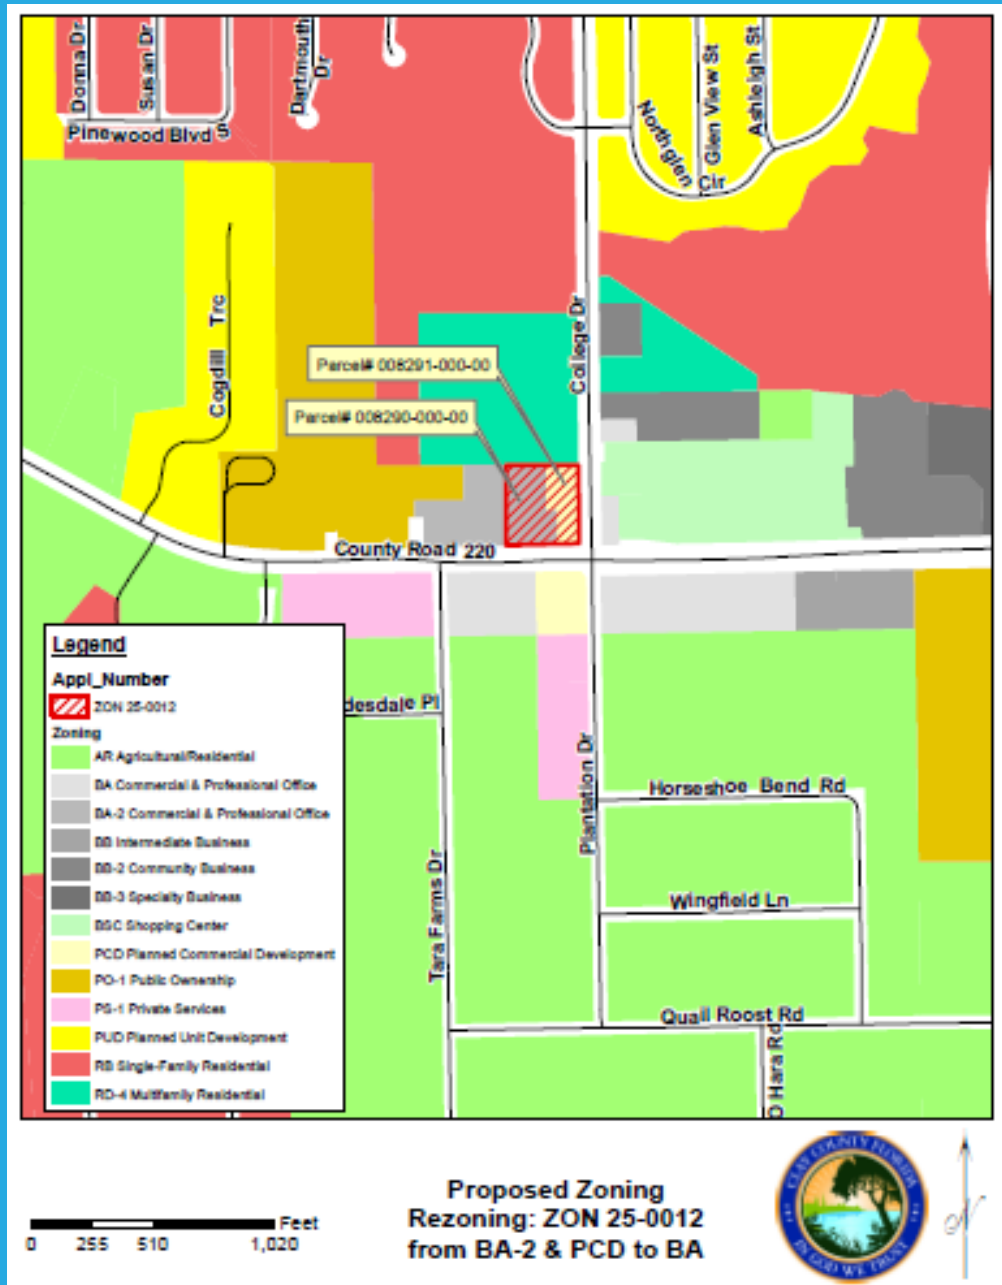 Donna Dr
Susan Dr
Dartmouth
Dr
Pinewood Blvd S
Northglen
Cir
Glen View St
Ashleigh St
Cogdill Trc
College Dr
Parcel# 008291-000-00
Parcel# 008290-000-00
County Road 220
desdale Pl
Tara Farms Dr
Plantation Dr
Horseshoe Bend Rd
Wingfield Ln
Quail Roost Rd
O Hara Rd
Legend
Appl_Number
ZON 25-0012
Zoning
AR Agricultural/Residential
BA Commercial & Professional Office
BA-2 Commercial & Professional Office
BB Intermediate Business
BB-2 Community Business
BB-3 Specialty Business
BSC Shopping Center
PCD Planned Commercial Development
PO-1 Public Ownership
PS-1 Private Services
PUD Planned Unit Development
RB Single-Family Residential
RD-4 Multifamily Residential
Feet
0 255 510 1,020
Proposed Zoning
Rezoning: ZON 25-0012
from BA-2 & PCD to BA
CLAY COUNTY FLORIDA
IN GOD WE TRUST
N